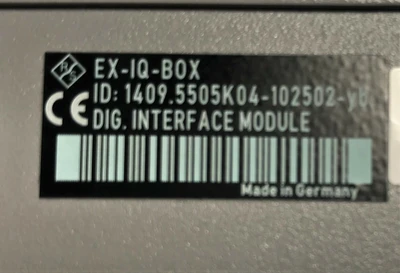 R/S
EX-IQ-BOX
ID: 1409.5505K04-102502-
CE
DIG. INTERFACE MODULE
Made in Germany